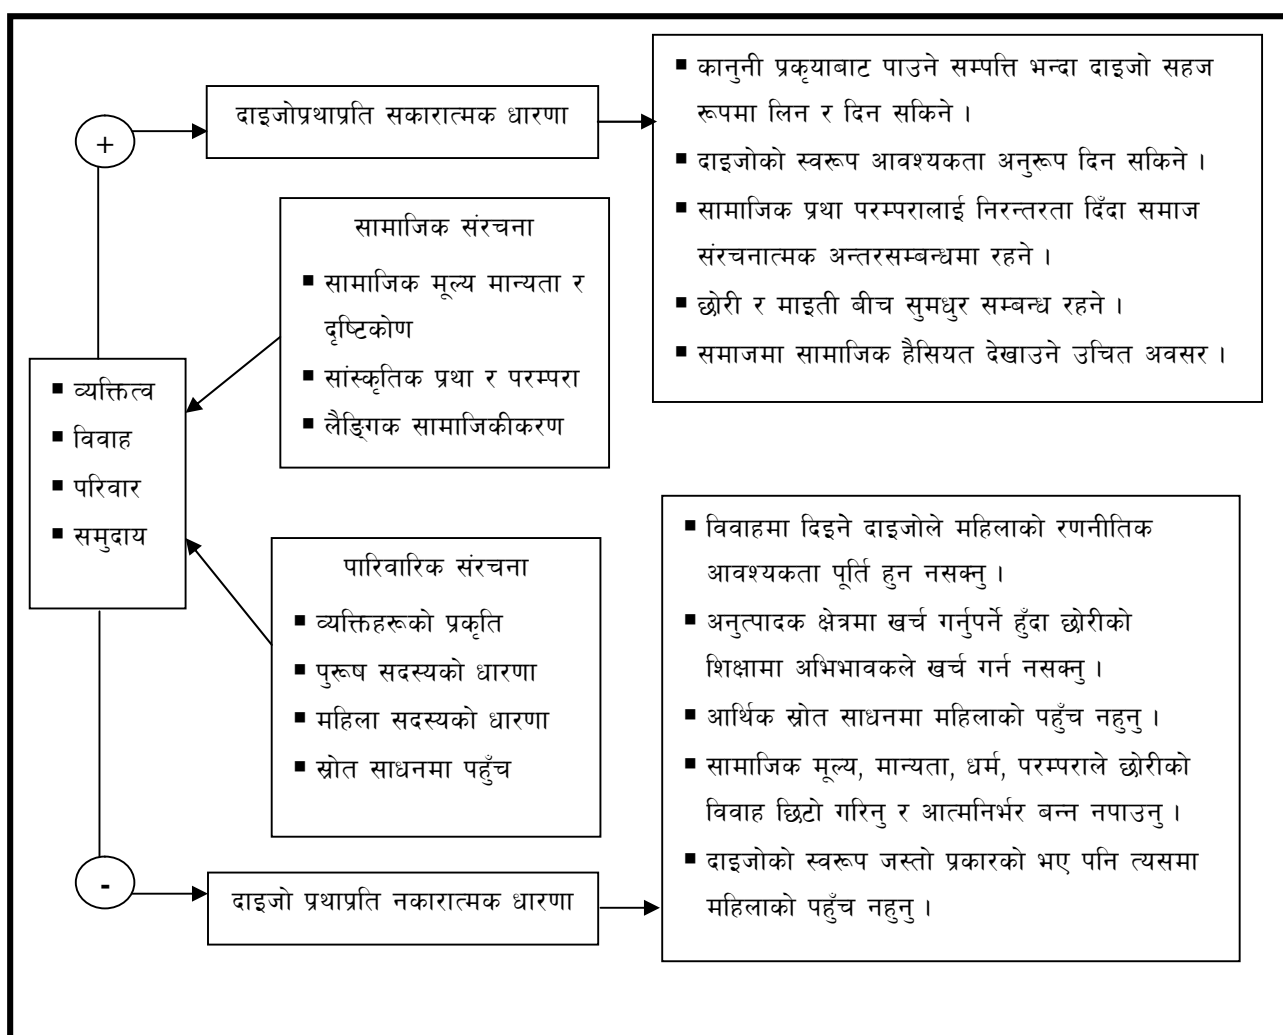 +
दाइजोप्रथाप्रति सकारात्मक धारणा
■ कानुनी प्रकृयाबाट पाउने सम्पत्ति भन्दा दाइजो सहज
रूपमा लिन र दिन सकिने ।
■ दाइजोको स्वरूप आवश्यकता अनुरूप दिन सकिने ।
■ सामाजिक प्रथा परम्परालाई निरन्तरता दिँदा समाज
संरचनात्मक अन्तरसम्बन्धमा रहने ।
■ छोरी र माइती बीच सुमधुर सम्बन्ध रहने ।
■ समाजमा सामाजिक हैसियत देखाउने उचित अवसर ।
सामाजिक संरचना
■ सामाजिक मूल्य मान्यता र
दृष्टिकोण
■ सांस्कृतिक प्रथा र परम्परा
■ लैङ्गिक सामाजिकीकरण
■ व्यक्तित्व
■ विवाह
■ परिवार
■ समुदाय
पारिवारिक संरचना
■ व्यक्तिहरूको प्रकृति
■ पुरूष सदस्यको धारणा
■ महिला सदस्यको धारणा
■ स्रोत साधनमा पहुँच
-
दाइजो प्रथाप्रति नकारात्मक धारणा
■ विवाहमा दिइने दाइजोले महिलाको रणनीतिक
आवश्यकता पूर्ति हुन नसक्नु ।
■ अनुत्पादक क्षेत्रमा खर्च गर्नुपर्ने हुँदा छोरीको
शिक्षामा अभिभावकले खर्च गर्न नसक्नु ।
■ आर्थिक स्रोत साधनमा महिलाको पहुँच नहुनु ।
■ सामाजिक मूल्य, मान्यता, धर्म, परम्पराले छोरीको
विवाह छिटो गरिनु र आत्मनिर्भर बन्न नपाउनु ।
■ दाइजोको स्वरूप जस्तो प्रकारको भए पनि त्यसमा
महिलाको पहुँच नहुनु ।